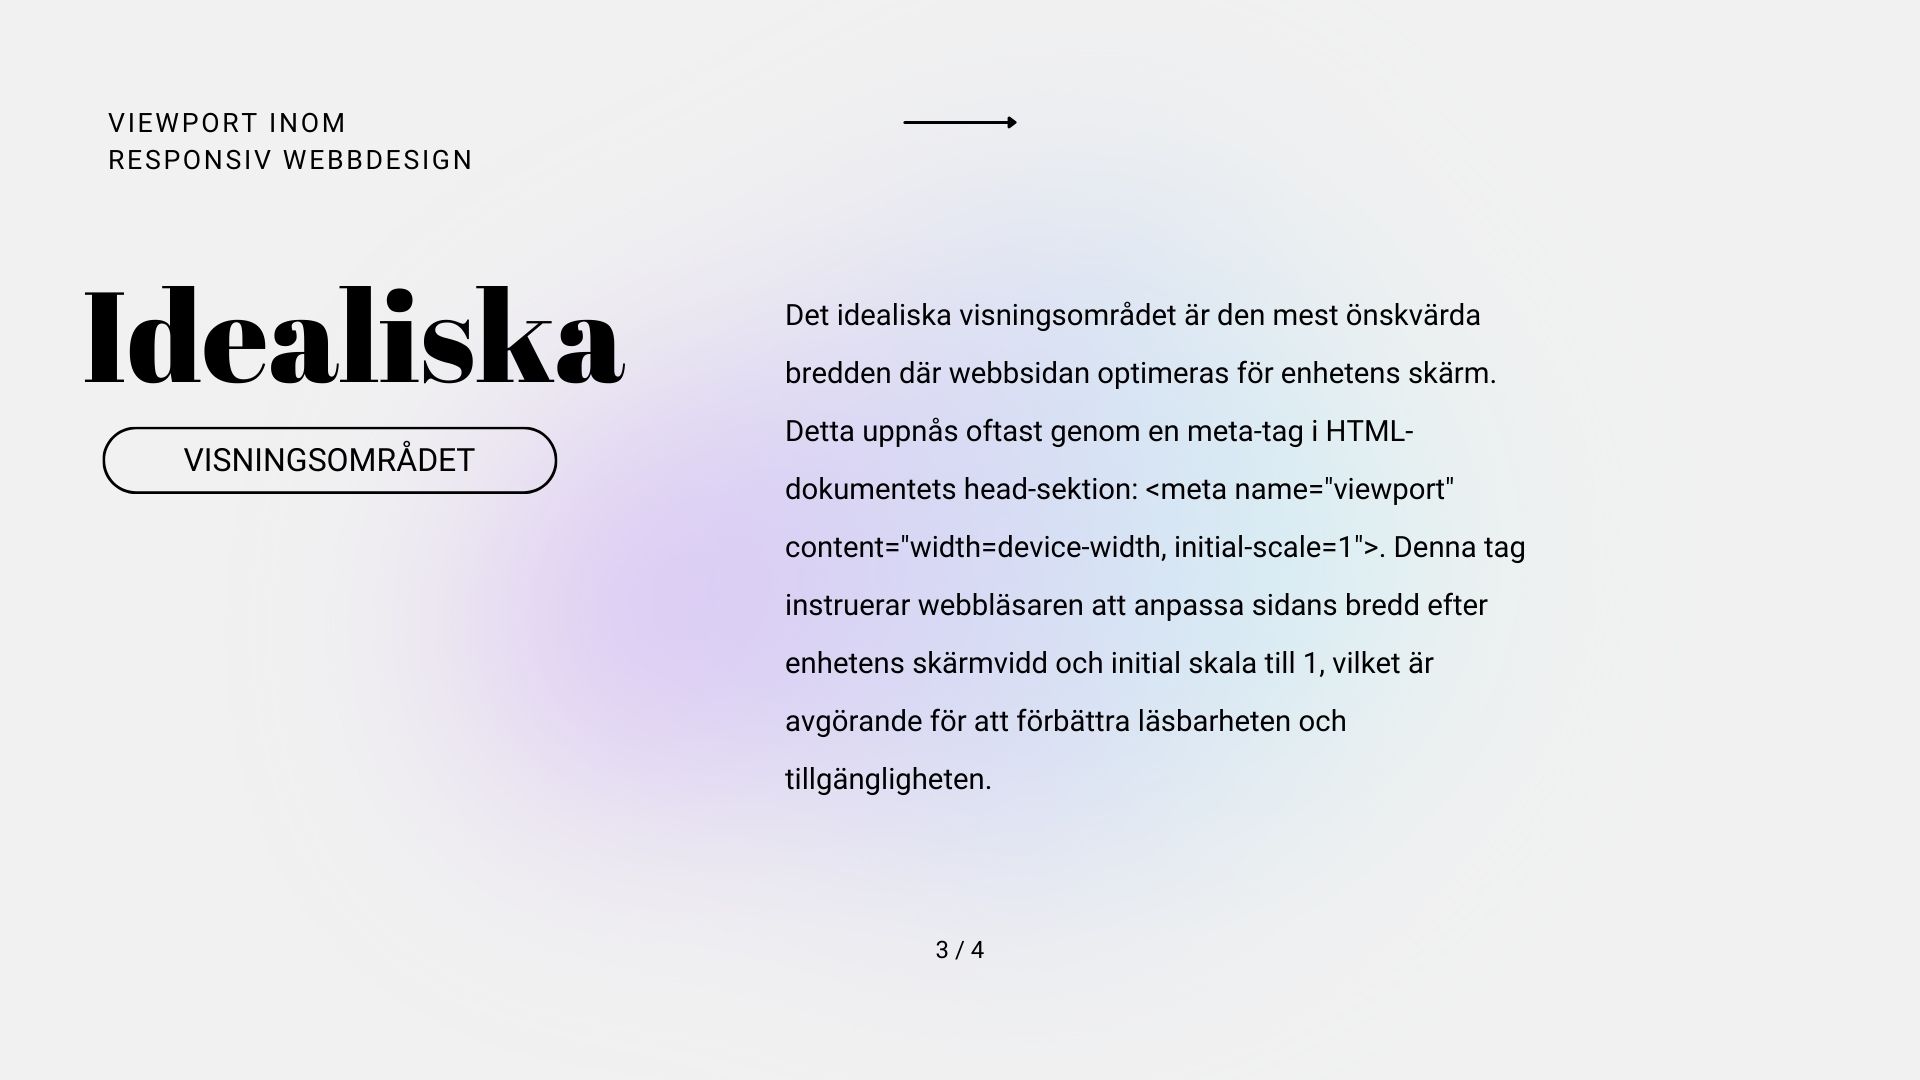 VIEWPORT INOM
RESPONSIV WEBBDESIGN
Idealiska
VISNINGSOMRÅDET
Det idealiska visningsområdet är den mest önskvärda
bredden där webbsidan optimeras för enhetens skärm.
Detta uppnås oftast genom en meta-tag i HTML-
dokumentets head-sektion: <meta name="viewport"
content="width=device-width, initial-scale=1">. Denna tag
instruerar webbläsaren att anpassa sidans bredd efter
enhetens skärmvidd och initial skala till 1, vilket är
avgörande för att förbättra läsbarheten och
tillgängligheten.
3 / 4